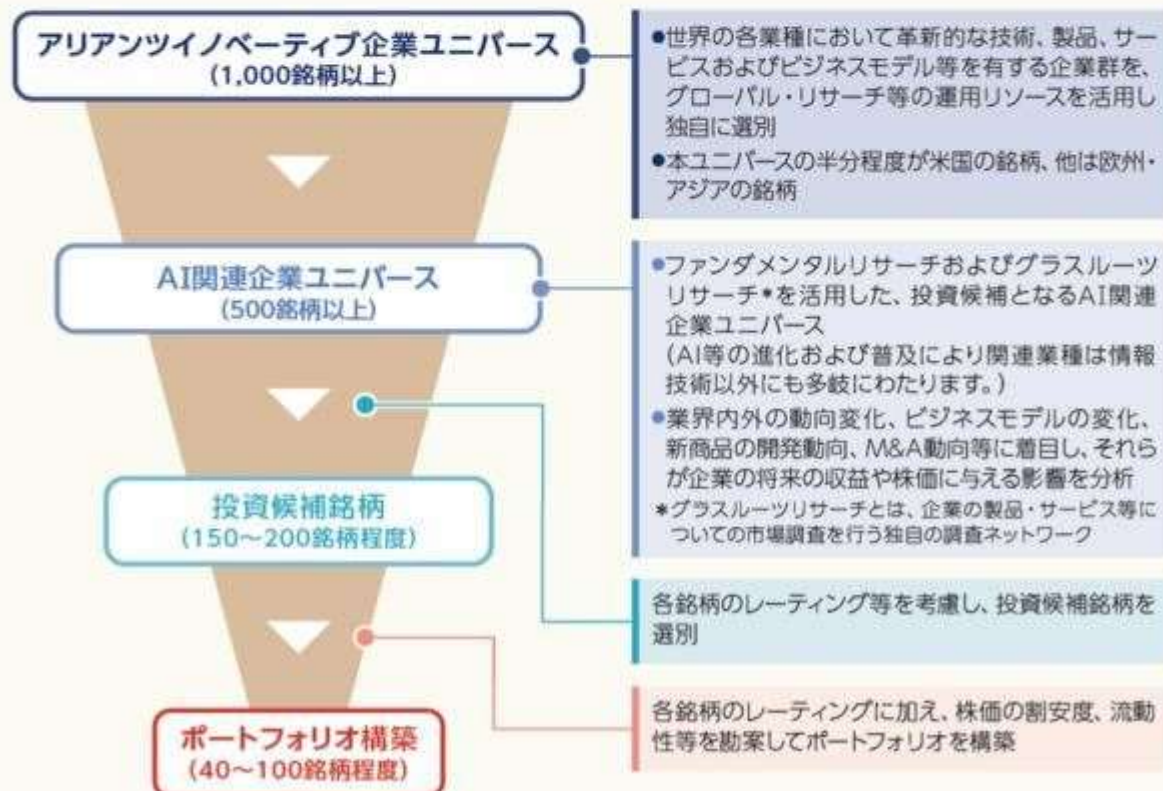 アリアンツイノベーティブ企業ユニバース
(1,000銘柄以上)
●世界の各業種において革新的な技術、製品、サー
ビスおよびビジネスモデル等を有する企業群を、
グローバル・リサーチ等の運用リソースを活用し
独自に選別
●本ユニバースの半分程度が米国の銘柄、他は欧州・
アジアの銘柄
AI関連企業ユニバース
(500銘柄以上)
●ファンダメンタルリサーチおよびグラスルーツ
リサーチ*を活用した、投資候補となるAI関連
企業ユニバース
(AI等の進化および普及により関連業種は情報
技術以外にも多岐にわたります。)
●業界内外の動向変化、ビジネスモデルの変化、
新商品の開発動向、M&A動向等に着目し、それら
が企業の将来の収益や株価に与える影響を分析
*グラスルーツリサーチとは、企業の製品・サービス等に
ついての市場調査を行う独自の調査ネットワーク
投資候補銘柄
(150〜200銘柄程度)
各銘柄のレーティング等を考慮し、投資候補銘柄を
選別
ポートフォリオ構築
(40〜100銘柄程度)
各銘柄のレーティングに加え、株価の割安度、流動
性等を勘案してポートフォリオを構築